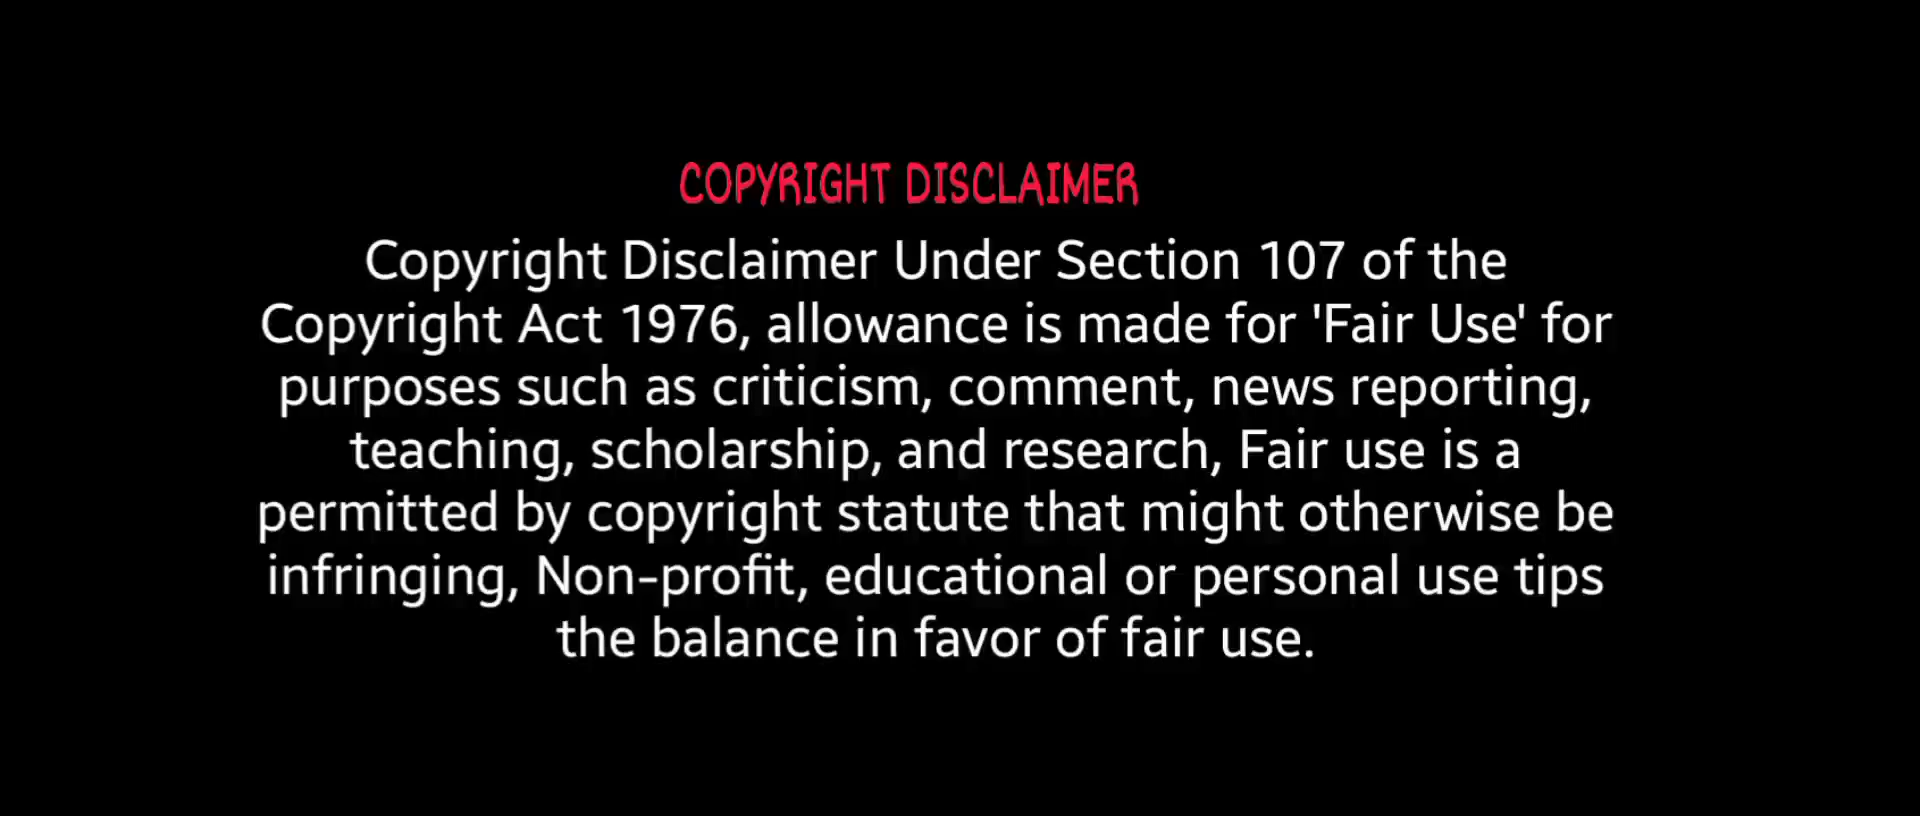 COPYRIGHT DISCLAIMER
Copyright Disclaimer Under Section 107 of the
Copyright Act 1976, allowance is made for 'Fair Use' for
purposes such as criticism, comment, news reporting,
teaching, scholarship, and research, Fair use is a
permitted by copyright statute that might otherwise be
infringing, Non-profit, educational or personal use tips
the balance in favor of fair use.